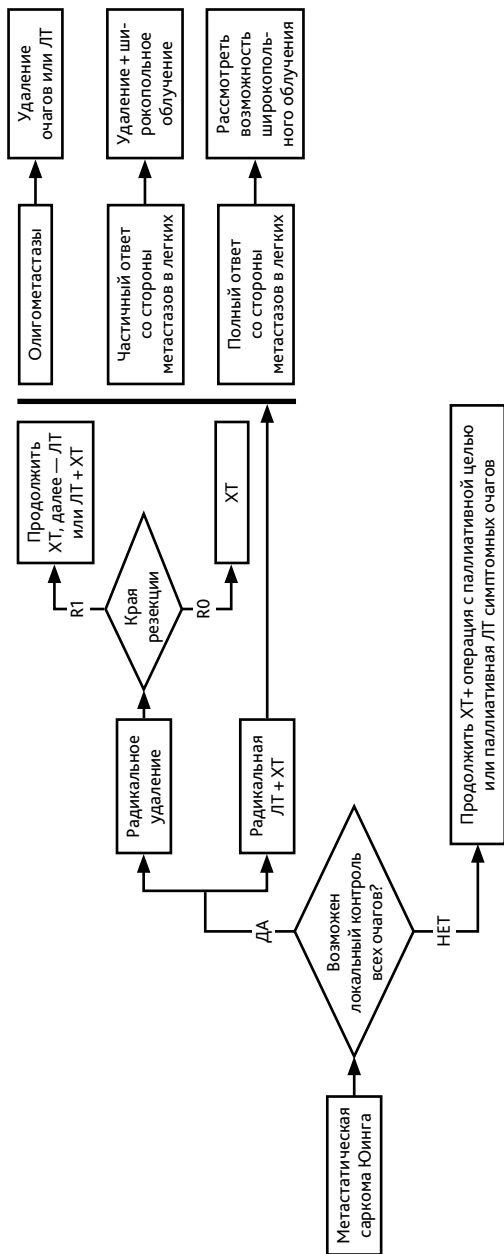 Метастатическая
саркома Юинга
Возможен
локальный контроль
всех очагов?
ДА
НЕТ
Радикальное
удаление
Радикальная
ЛТ + ХТ
Края
резекции
R1
R0
Продолжить
ХТ, далее — ЛТ
или ЛТ + ХТ
ХТ
Олигометастазы
Удаление
очагов или ЛТ
Частичный ответ
со стороны
метастазов в легких
Удаление + ши-
рокопольное
облучение
Полный ответ
со стороны
метастазов в легких
Рассмотреть
возможность
широкополь-
ного облучения
Продолжить ХТ+ операция с паллиативной целью
или паллиативная ЛТ симптомных очагов